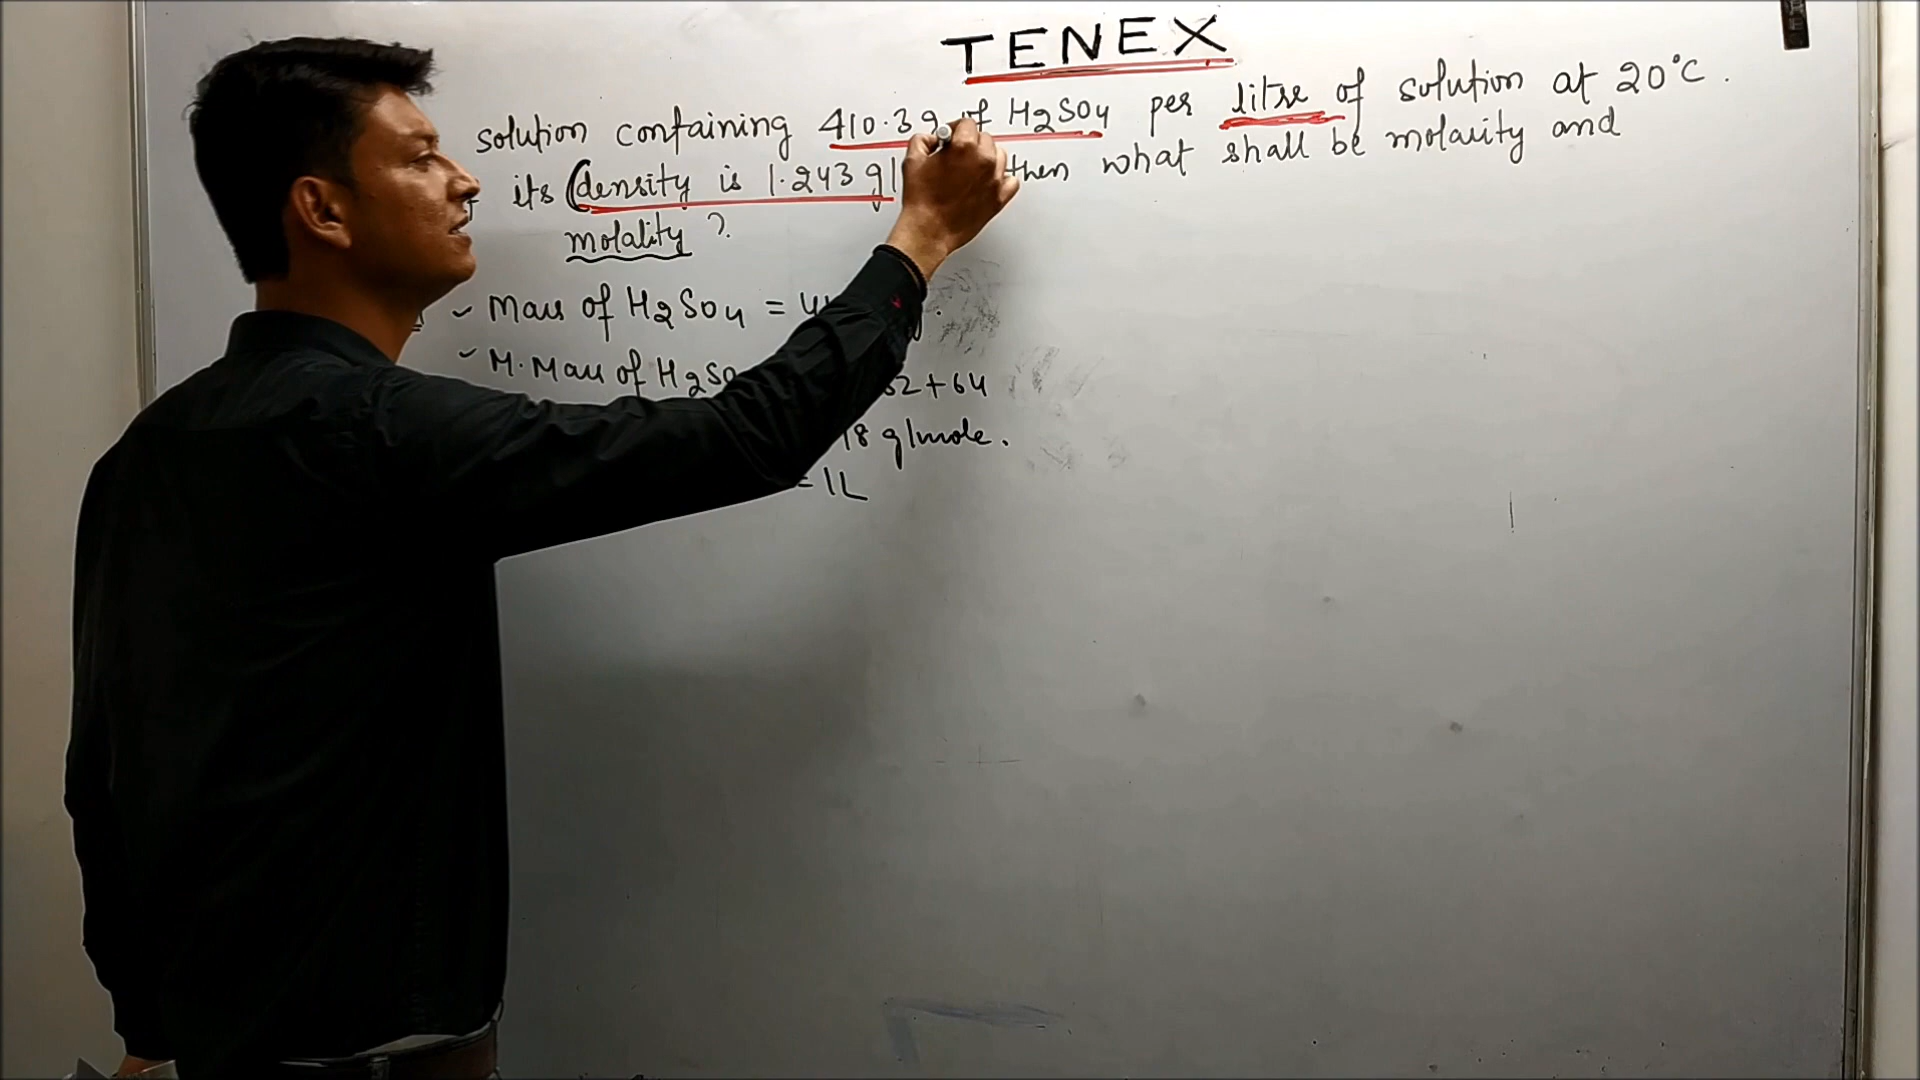 TENEX
solution containing 410.3g of H2SO4 per litre of solution at 20°C.
its (density is 1.243 g| then what shall be molarity and
molality ?
Mass of H2SO4 =
M. Mass of H2SO 32+64
98 g/mole.
= 1L